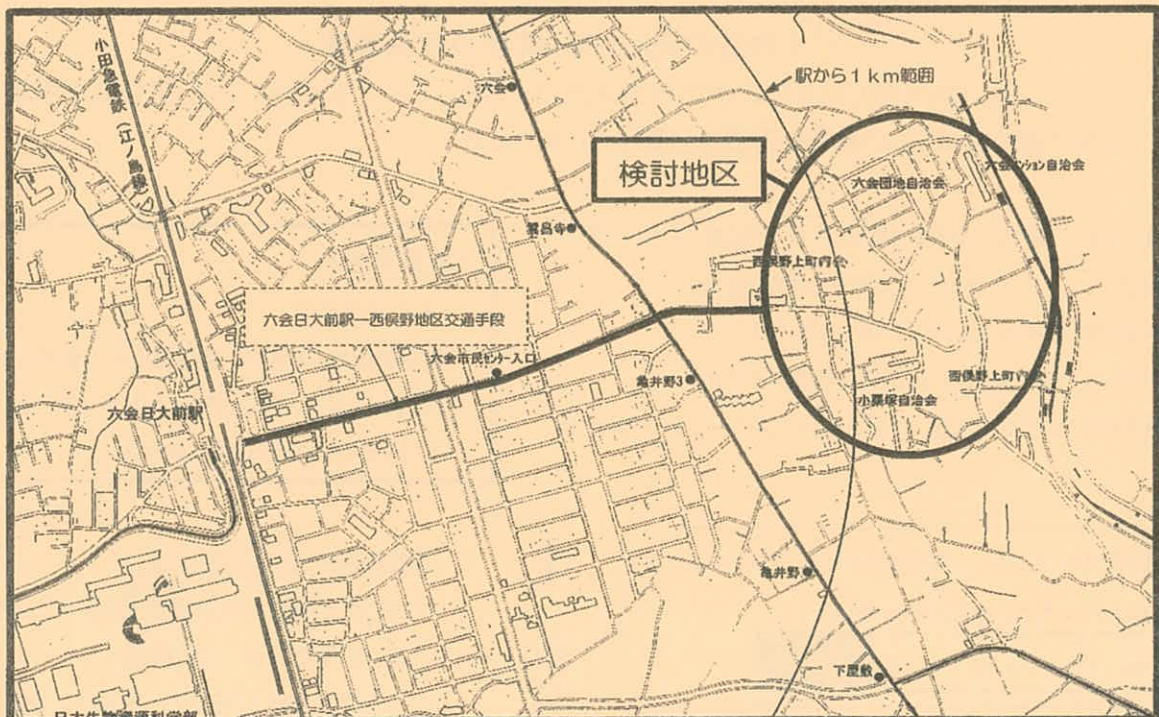 小田急電鉄（江ノ島線）
六会
駅から1km範囲
検討地区
六会団地自治会
六会マンション自治会
西俣野上町内会
六会日大前駅ー西俣野地区交通手段
六会市民センター入口
亀井野3
西俣野上町内会
小栗塚自治会
六会日大前駅
亀井野
下屋敷